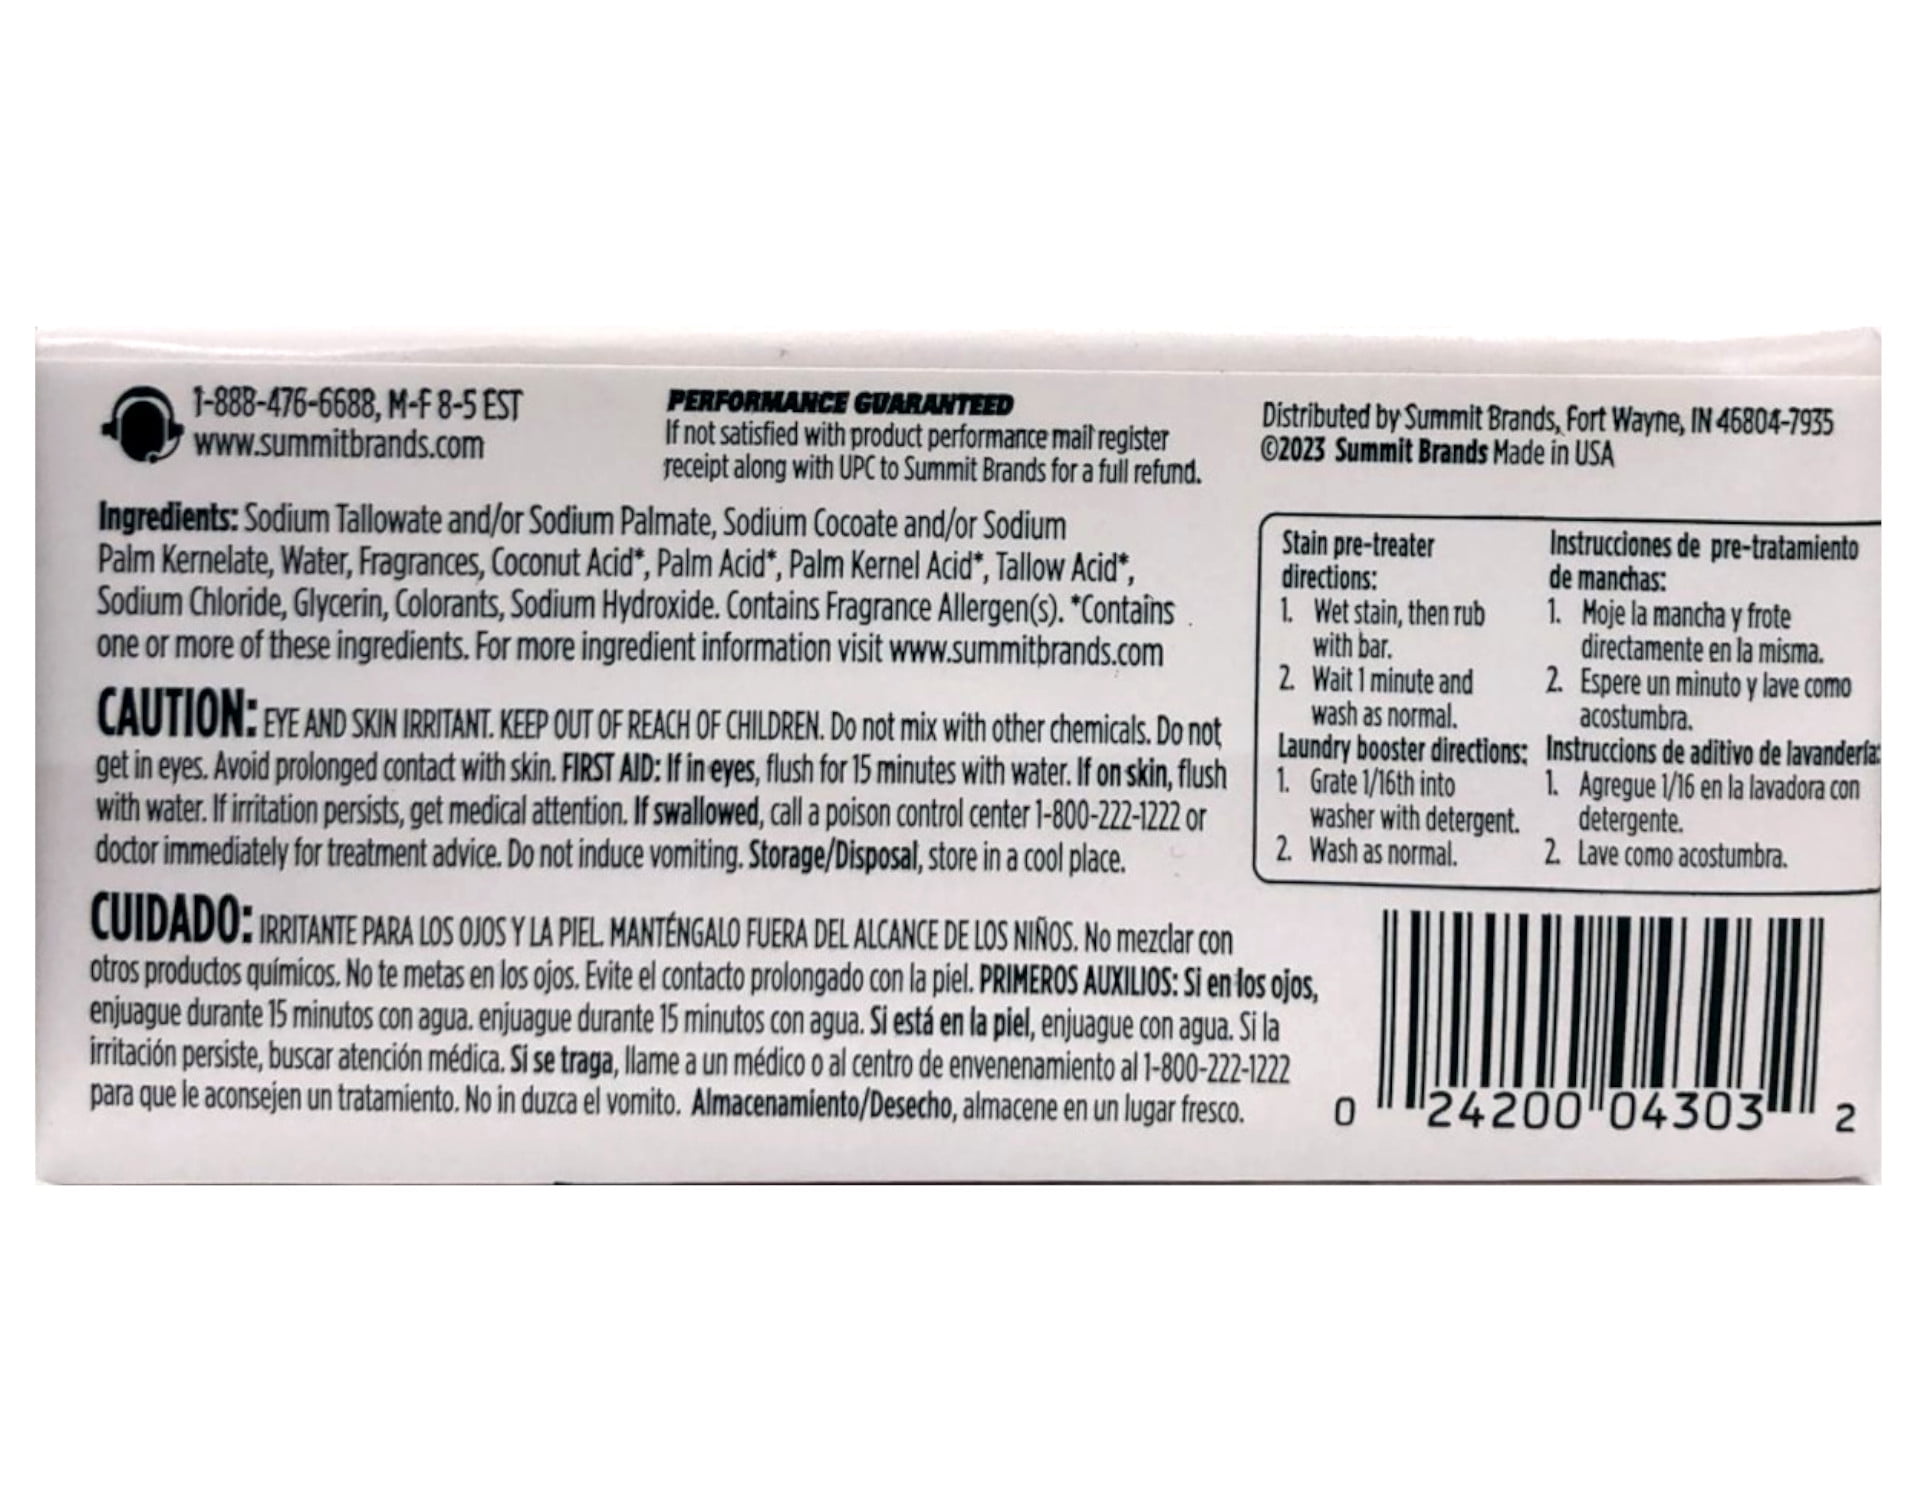 1-888-476-6688, M-F 8-5 EST
www.summitbrands.com
PERFORMANCE GUARANTEED
If not satisfied with product performance mail register
receipt along with UPC to Summit Brands for a full refund.
Distributed by Summit Brands, Fort Wayne, IN 46804-7935
©2023 Summit Brands Made in USA
Ingredients: Sodium Tallowate and/or Sodium Palmate, Sodium Cocoate and/or Sodium
Palm Kernelate, Water, Fragrances, Coconut Acid*, Palm Acid*, Palm Kernel Acid*, Tallow Acid*,
Sodium Chloride, Glycerin, Colorants, Sodium Hydroxide. Contains Fragrance Allergen(s). *Contains
one or more of these ingredients. For more ingredient information visit www.summitbrands.com
CAUTION: EYE AND SKIN IRRITANT. KEEP OUT OF REACH OF CHILDREN. Do not mix with other chemicals. Do not
get in eyes. Avoid prolonged contact with skin. FIRST AID: If in eyes, flush for 15 minutes with water. If on skin, flush
with water. If irritation persists, get medical attention. If swallowed, call a poison control center 1-800-222-1222 or
doctor immediately for treatment advice. Do not induce vomiting. Storage/Disposal, store in a cool place.
CUIDADO: IRRITANTE PARA LOS OJOS Y LA PIEL. MANTÉNGALO FUERA DEL ALCANCE DE LOS NIÑOS. No mezclar con
otros productos químicos. No te metas en los ojos. Evite el contacto prolongado con la piel. PRIMEROS AUXILIOS: Si en los ojos,
enjuague durante 15 minutos con agua. enjuague durante 15 minutos con agua. Si está en la piel, enjuague con agua. Si la
irritación persiste, buscar atención médica. Si se traga, llame a un médico o al centro de envenenamiento al 1-800-222-1222
para que le aconsejen un tratamiento. No in duzca el vomito. Almacenamiento/Desecho, almacene en un lugar fresco.
Stain pre-treater
directions:
1. Wet stain, then rub
with bar.
2. Wait 1 minute and
wash as normal.
Laundry booster directions:
1. Grate 1/16th into
washer with detergent.
2. Wash as normal.
Instrucciones de pre-tratamiento
de manchas:
1. Moje la mancha y frote
directamente en la misma.
2. Espere un minuto y lave como
acostumbra.
Instruccions de aditivo de lavandería:
1. Agregue 1/16 en la lavadora con
detergente.
2. Lave como acostumbra.
0 24200 04303 2